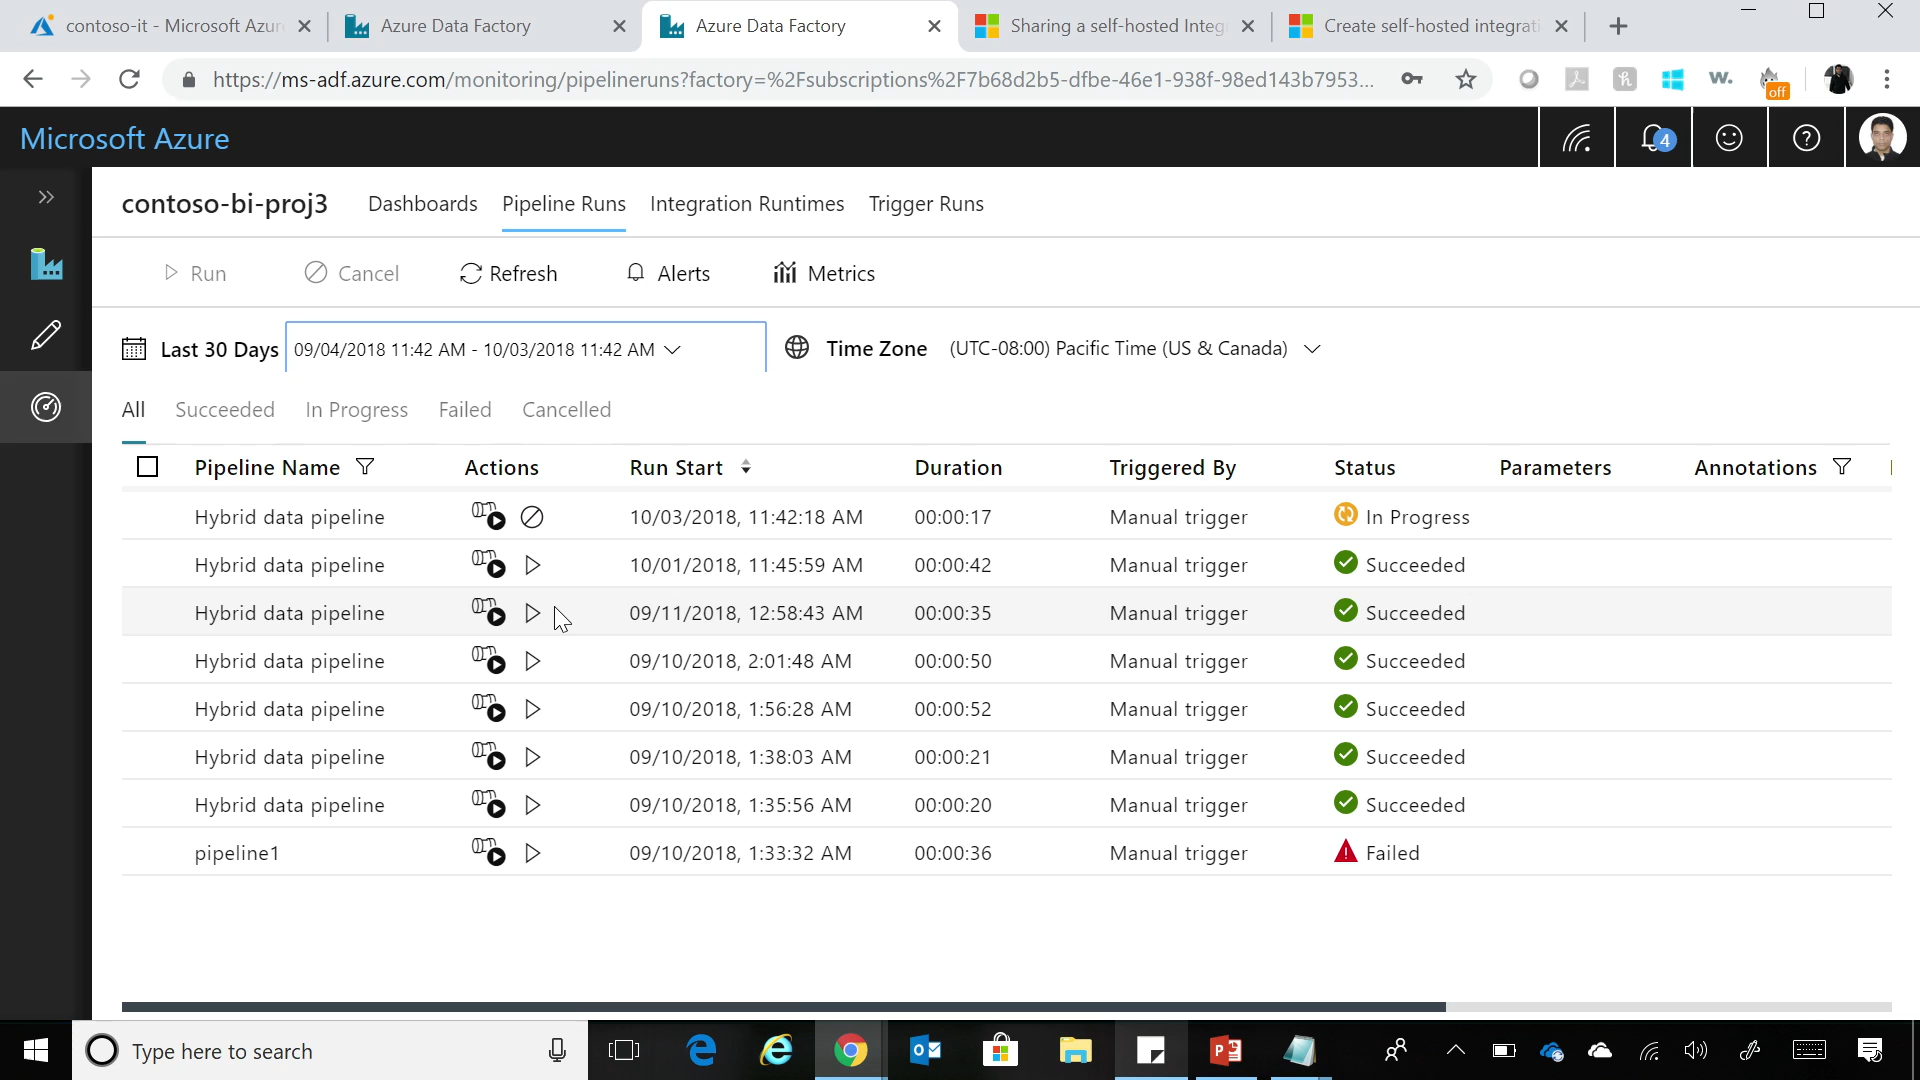 contoso-it - Microsoft Azur
Azure Data Factory
Azure Data Factory
Sharing a self-hosted Integ
Create self-hosted integrati
https://ms-adf.azure.com/monitoring/pipelineruns?factory=%2Fsubscriptions%2F7b68d2b5-dfbe-46e1-938f-98ed143b7953...
w.
off
Microsoft Azure
4
contoso-bi-proj3 Dashboards Pipeline Runs Integration Runtimes Trigger Runs
Run Cancel Refresh Alerts Metrics
Last 30 Days 09/04/2018 11:42 AM - 10/03/2018 11:42 AM Time Zone (UTC-08:00) Pacific Time (US & Canada)
All Succeeded In Progress Failed Cancelled
Pipeline Name Actions Run Start Duration Triggered By Status Parameters Annotations
Hybrid data pipeline 10/03/2018, 11:42:18 AM 00:00:17 Manual trigger In Progress
Hybrid data pipeline 10/01/2018, 11:45:59 AM 00:00:42 Manual trigger Succeeded
Hybrid data pipeline 09/11/2018, 12:58:43 AM 00:00:35 Manual trigger Succeeded
Hybrid data pipeline 09/10/2018, 2:01:48 AM 00:00:50 Manual trigger Succeeded
Hybrid data pipeline 09/10/2018, 1:56:28 AM 00:00:52 Manual trigger Succeeded
Hybrid data pipeline 09/10/2018, 1:38:03 AM 00:00:21 Manual trigger Succeeded
Hybrid data pipeline 09/10/2018, 1:35:56 AM 00:00:20 Manual trigger Succeeded
pipeline1 09/10/2018, 1:33:32 AM 00:00:36 Manual trigger Failed
Type here to search